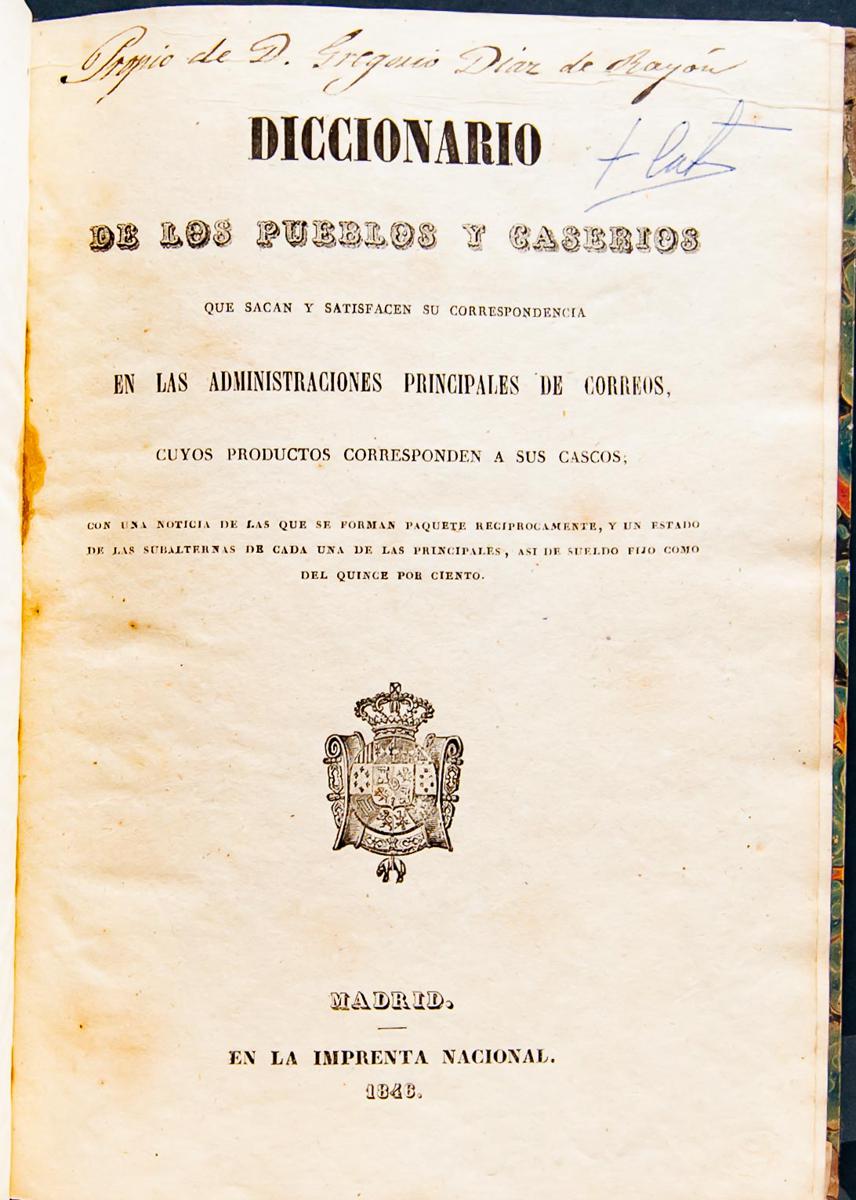 Propio de D. Gregorio Diaz de Rayón
DICCIONARIO
DE LOS PUEBLOS Y CASERIOS
QUE SACAN Y SATISFACEN SU CORRESPONDENCIA
EN LAS ADMINISTRACIONES PRINCIPALES DE CORREOS,
CUYOS PRODUCTOS CORRESPONDEN A SUS CASCOS;
CON UNA NOTICIA DE LAS QUE SE FORMAN PAQUETE RECIPROCAMENTE, Y UN ESTADO
DE LAS SUBALTERNAS DE CADA UNA DE LAS PRINCIPALES, ASI DE SUELDO FIJO COMO
DEL QUINCE POR CIENTO.
MADRID.
EN LA IMPRENTA NACIONAL.
1846.